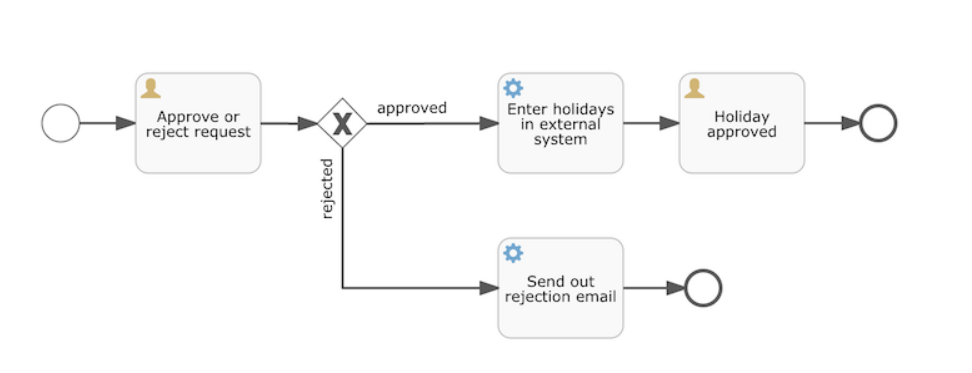 Approve or
reject request
approved
rejected
Enter holidays
in external
system
Holiday
approved
Send out
rejection email